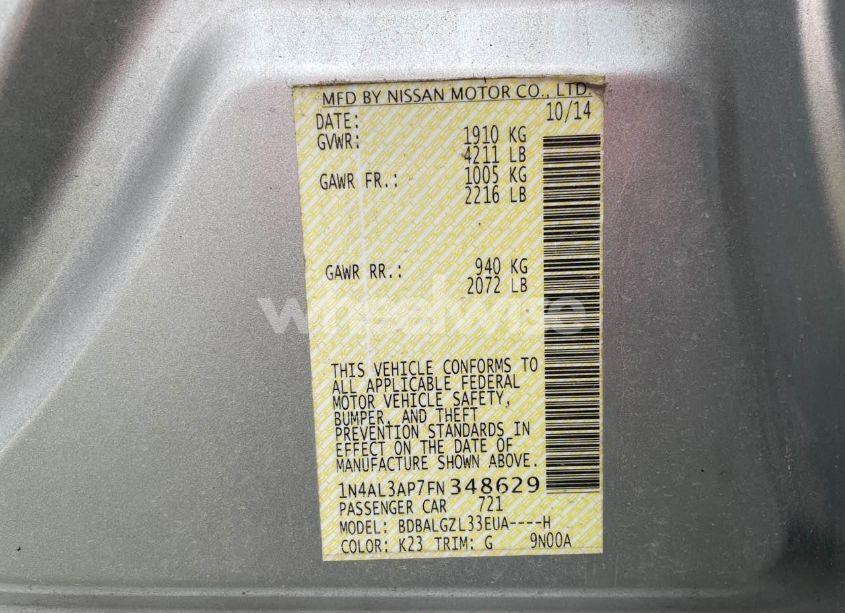 MFD BY NISSAN MOTOR CO., LTD.
DATE: 10/14
GVWR: 1910 KG
4211 LB
GAWR FR.: 1005 KG
2216 LB
GAWR RR.: 940 KG
2072 LB
wheelwise
THIS VEHICLE CONFORMS TO
ALL APPLICABLE FEDERAL
MOTOR VEHICLE SAFETY,
BUMPER, AND THEFT
PREVENTION STANDARDS IN
EFFECT ON THE DATE OF
MANUFACTURE SHOWN ABOVE.
1N4AL3AP7FN348629
PASSENGER CAR 721
MODEL: BDBALGZL33EUA----H
COLOR: K23 TRIM: G 9N00A